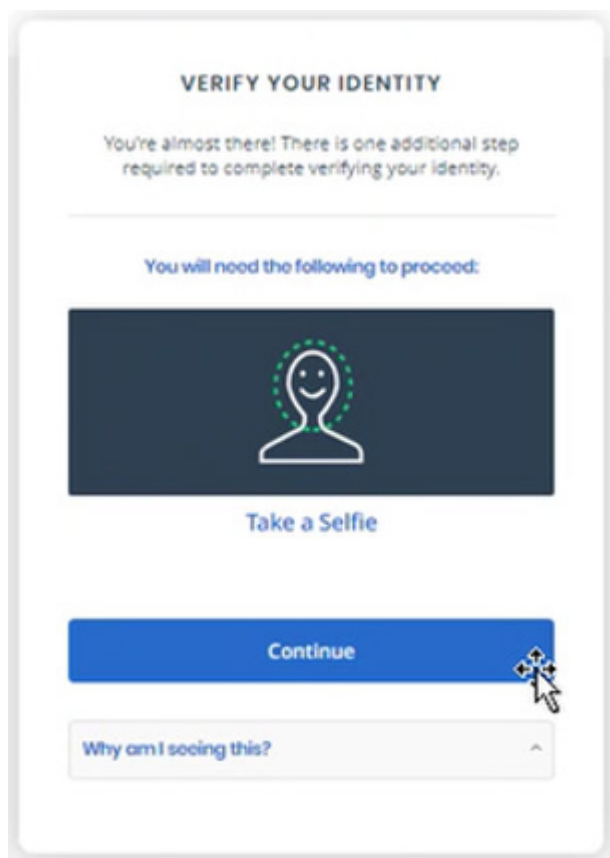 VERIFY YOUR IDENTITY
You're almost there! There is one additional step
required to complete verifying your identity.
You will need the following to proceed:
Take a Selfie
Continue
Why am I seeing this?